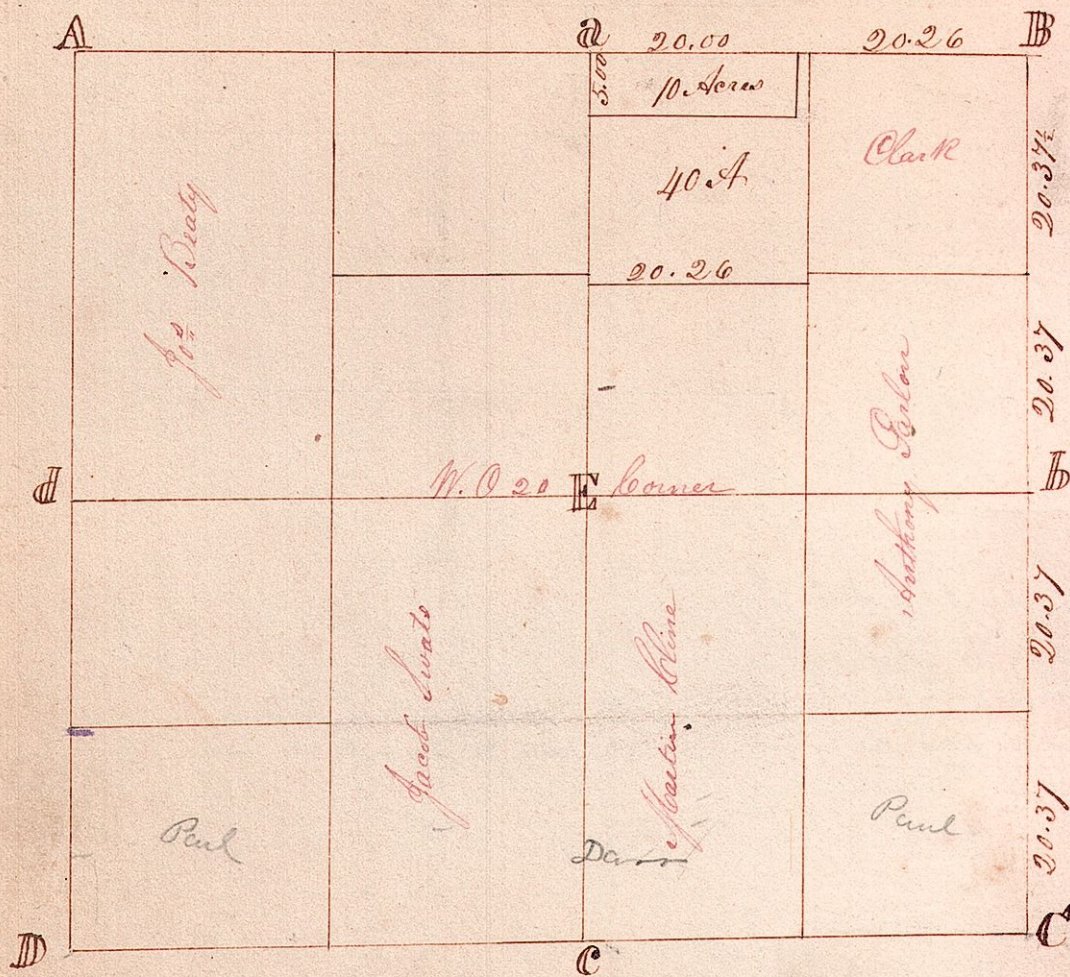 A a B
20.00 20.26
5.00
10 Acres
Clark
20.37½
40 A
Jos Beaty
20.26
20.37
Anthony
d W. O 20 E Corner b
20.37
Jacob
Martin Cline
Paul
Paul
20.37
D c C